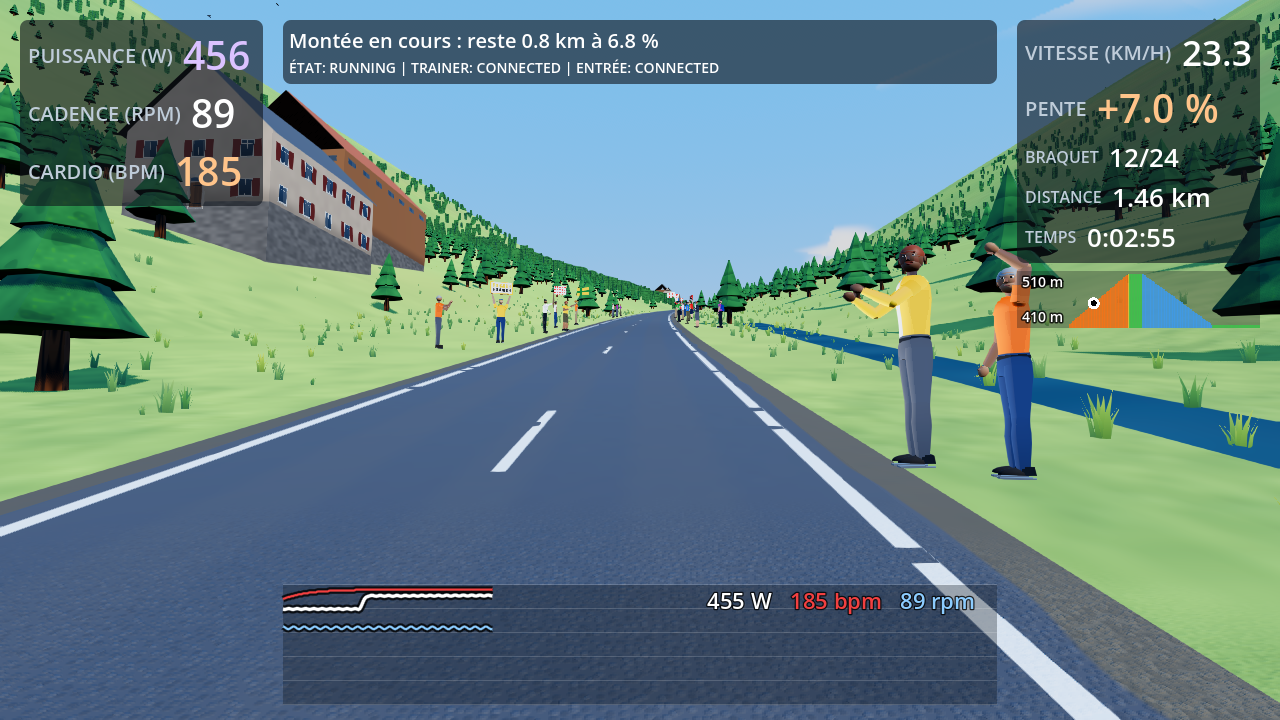 PUISSANCE (W) 456
CADENCE (RPM) 89
CARDIO (BPM) 185
Montée en cours : reste 0.8 km à 6.8 %
ÉTAT: RUNNING | TRAINER: CONNECTED | ENTRÉE: CONNECTED
VITESSE (KM/H) 23.3
PENTE +7.0 %
BRAQUET 12/24
DISTANCE 1.46 km
TEMPS 0:02:55
510 m
410 m
455 W 185 bpm 89 rpm